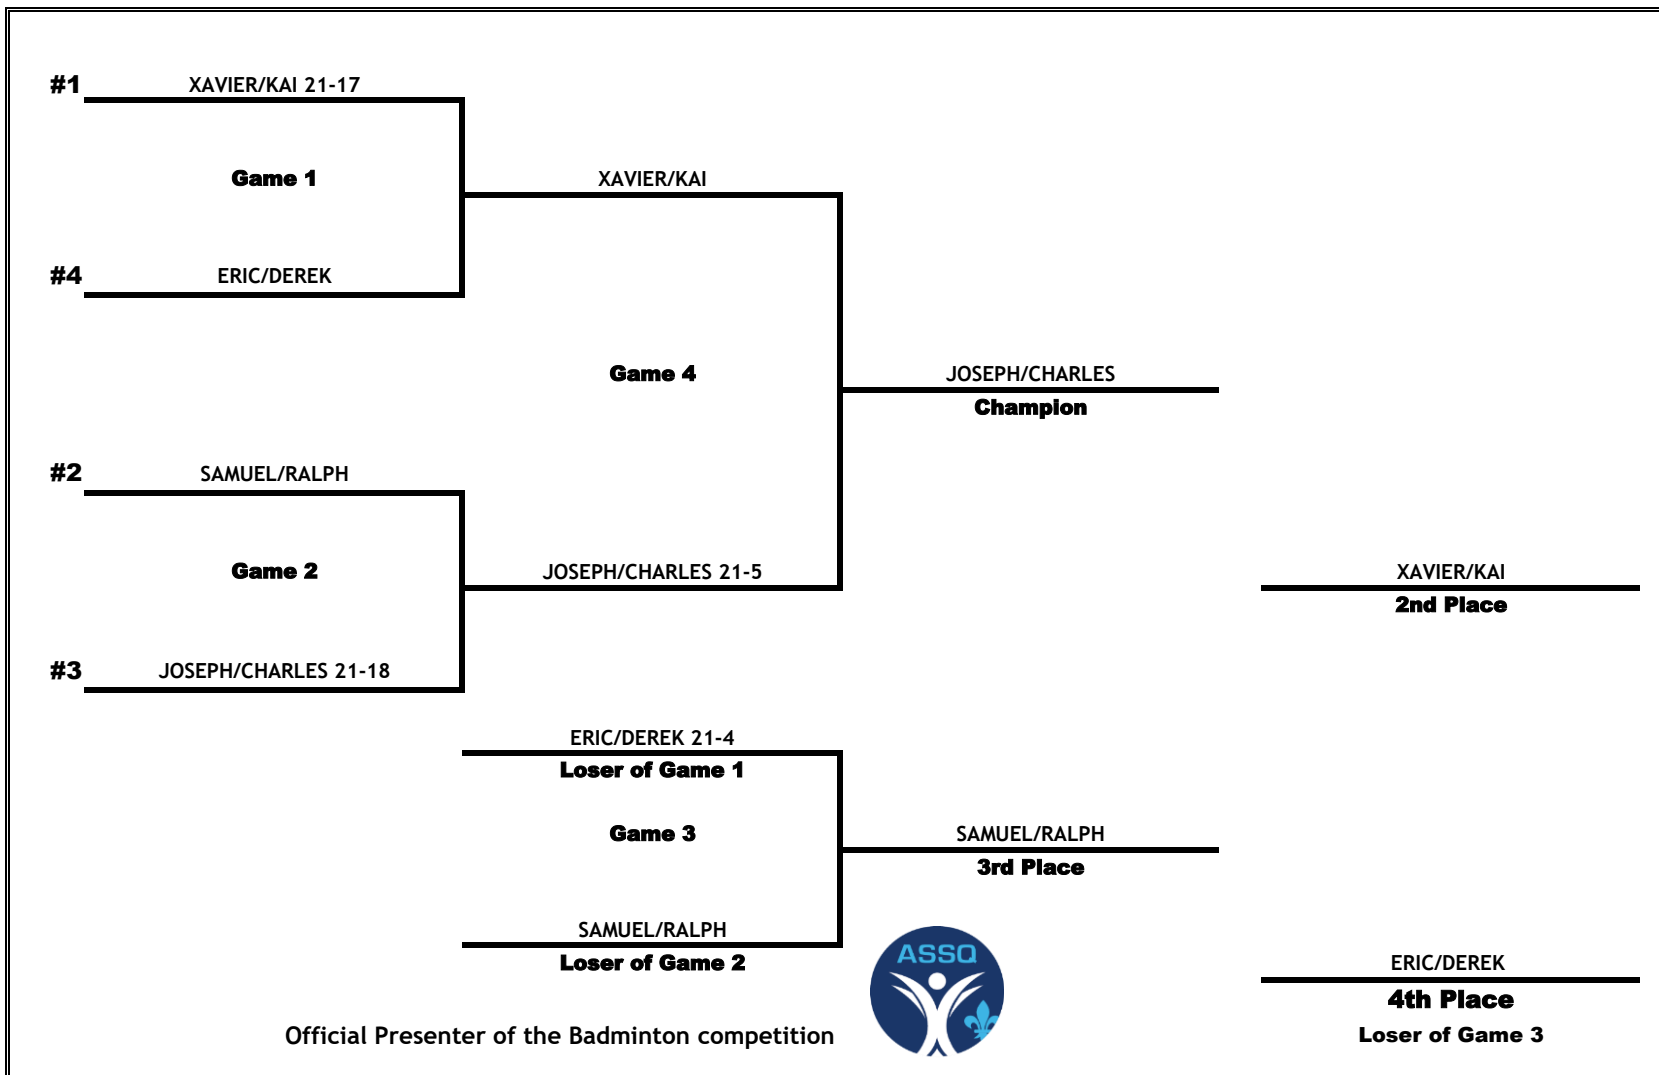 #1 XAVIER/KAI 21-17
Game 1
XAVIER/KAI
#4 ERIC/DEREK
Game 4
JOSEPH/CHARLES
Champion
#2 SAMUEL/RALPH
Game 2
JOSEPH/CHARLES 21-5
XAVIER/KAI
2nd Place
#3 JOSEPH/CHARLES 21-18
ERIC/DEREK 21-4
Loser of Game 1
Game 3
SAMUEL/RALPH
3rd Place
SAMUEL/RALPH
Loser of Game 2
ASSQ
ERIC/DEREK
4th Place
Loser of Game 3
Official Presenter of the Badminton competition